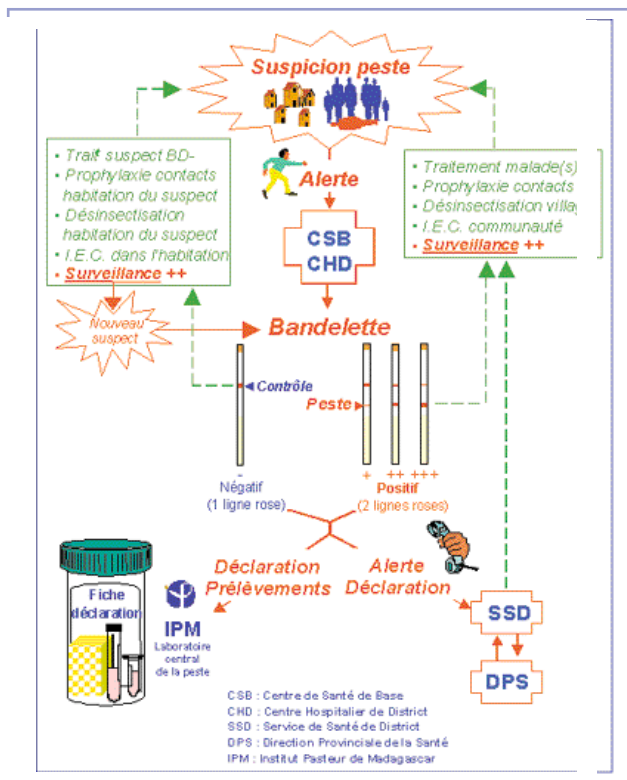 Suspicion peste
• Trait suspect BD-
• Prophylaxie contacts
habitation du suspect
• Désinsectisation
habitation du suspect
• I.E.C. dans l'habitation
• Surveillance ++
Alerte
• Traitement malade(s)
• Prophylaxie contacts
• Désinsectisation villa
• I.E.C. communauté
• Surveillance ++
CSB
CHD
Nouveau
suspect
Bandelette
Contrôle
Peste
-
Négatif
(1 ligne rose)
+ ++ +++
Positif
(2 lignes roses)
Déclaration
Prélèvements
Alerte
Déclaration
Fiche
déclaration
IPM
Laboratoire
central
de la peste
SSD
DPS
CSB : Centre de Santé de Base
CHD : Centre Hospitalier de District
SSD : Service de Santé de District
DPS : Direction Provinciale de la Santé
IPM : Institut Pasteur de Madagascar